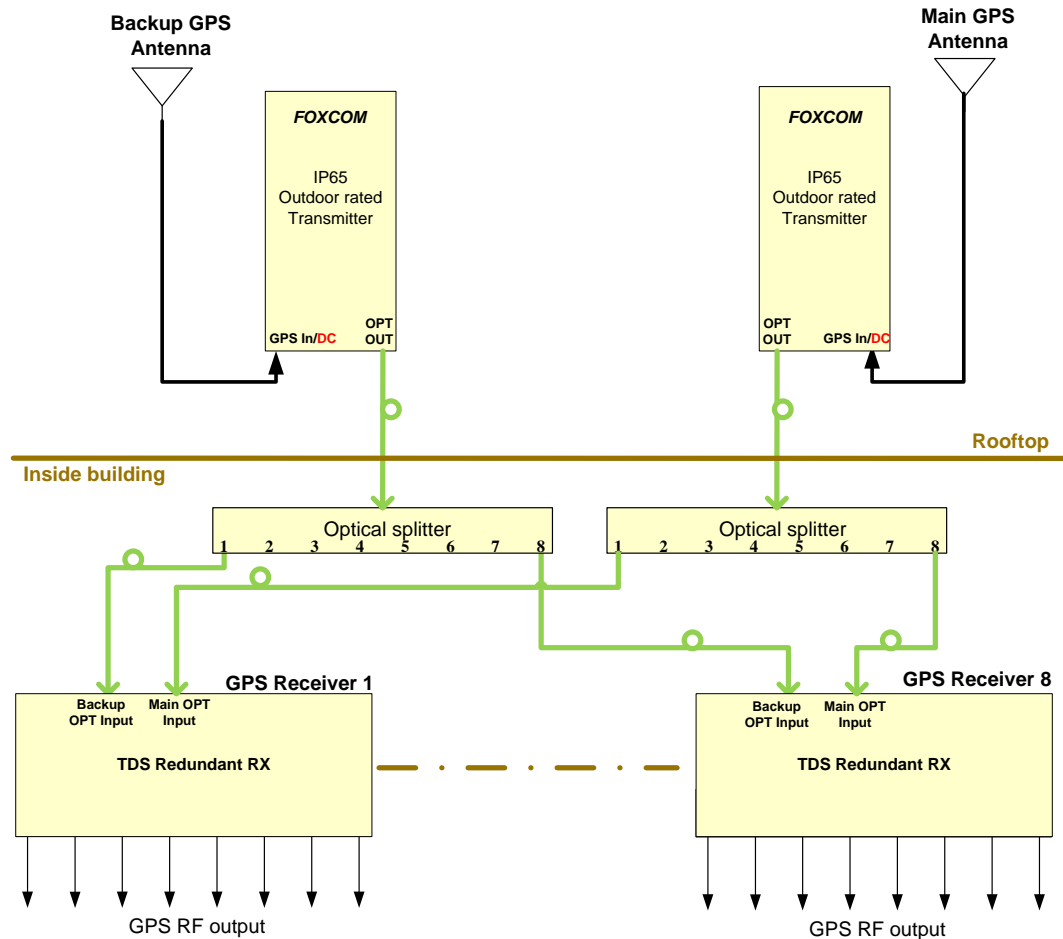 Backup GPS
Antenna
Main GPS
Antenna
FOXCOM
IP65
Outdoor rated
Transmitter
GPS In/DC
OPT
OUT
FOXCOM
IP65
Outdoor rated
Transmitter
OPT
OUT
GPS In/DC
Rooftop
Inside building
Optical splitter
1 2 3 4 5 6 7 8
Optical splitter
1 2 3 4 5 6 7 8
GPS Receiver 1
Backup
OPT Input
Main OPT
Input
TDS Redundant RX
GPS RF output
GPS Receiver 8
Backup
OPT Input
Main OPT
Input
TDS Redundant RX
GPS RF output